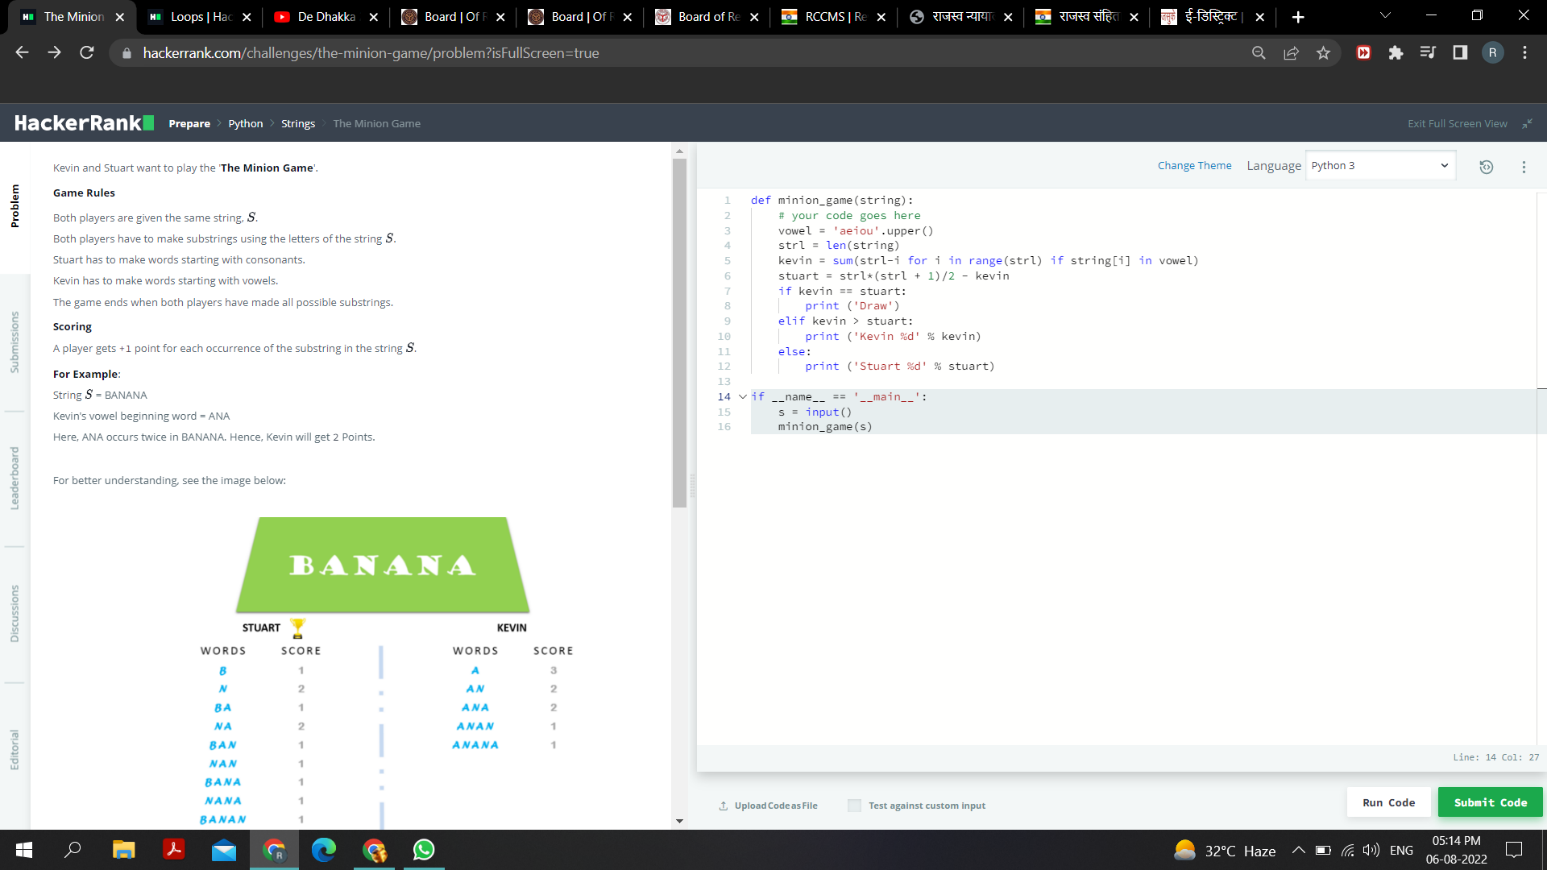 The Minion
Loops | Hac
De Dhakka
Board | Of F
Board | Of F
Board of Re
RCCMS | Re
राजस्व न्याया
राजस्व संहित
ई-डिस्ट्रिक्ट |
hackerrank.com/challenges/the-minion-game/problem?isFullScreen=true
R
HackerRank
Prepare > Python > Strings > The Minion Game
Exit Full Screen View
Problem
Submissions
Leaderboard
Discussions
Editorial
Kevin and Stuart want to play the 'The Minion Game'.
Game Rules
Both players are given the same string, S.
Both players have to make substrings using the letters of the string S.
Stuart has to make words starting with consonants.
Kevin has to make words starting with vowels.
The game ends when both players have made all possible substrings.
Scoring
A player gets +1 point for each occurrence of the substring in the string S.
For Example:
String S = BANANA
Kevin's vowel beginning word = ANA
Here, ANA occurs twice in BANANA. Hence, Kevin will get 2 Points.
For better understanding, see the image below:
BANANA
STUART KEVIN
WORDS SCORE WORDS SCORE
B 1 A 3
N 2 AN 2
BA 1 ANA 2
NA 2 ANAN 1
BAN 1 ANANA 1
NAN 1
BANA 1
NANA 1
BANAN 1
Change Theme Language Python 3
1 def minion_game(string):
2 # your code goes here
3 vowel = 'aeiou'.upper()
4 strl = len(string)
5 kevin = sum(strl-i for i in range(strl) if string[i] in vowel)
6 stuart = strl*(strl + 1)/2 - kevin
7 if kevin == stuart:
8 print ('Draw')
9 elif kevin > stuart:
10 print ('Kevin %d' % kevin)
11 else:
12 print ('Stuart %d' % stuart)
13
14 if __name__ == '__main__':
15 s = input()
16 minion_game(s)
Line: 14 Col: 27
Upload Code as File
Test against custom input
Run Code
Submit Code
R
32°C Haze
ENG
05:14 PM
06-08-2022